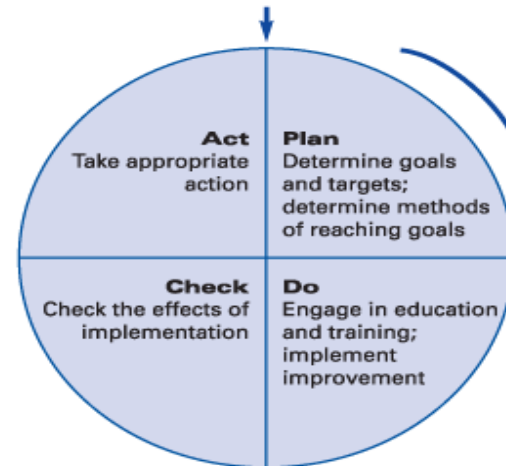 Act
Take appropriate
action
Plan
Determine goals
and targets;
determine methods
of reaching goals
Check
Check the effects of
implementation
Do
Engage in education
and training;
implement
improvement